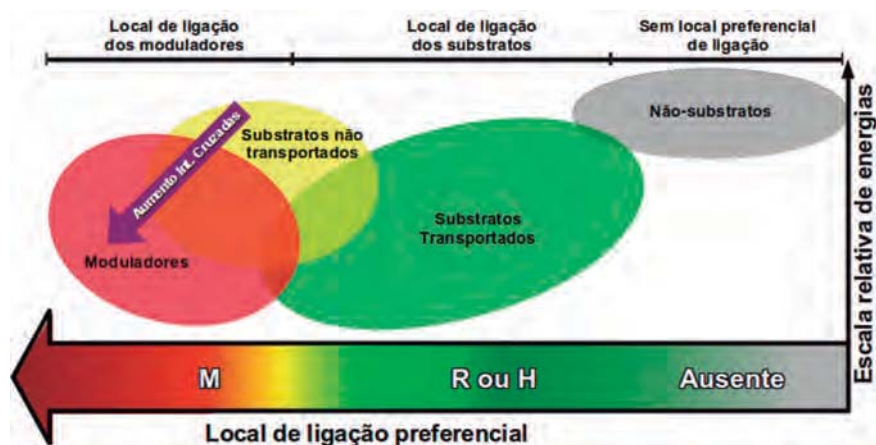 Local de ligação
dos moduladores
Local de ligação
dos substratos
Sem local preferencial
de ligação
Aumento Int. Cruzadas
Substratos não
transportados
Não-substratos
Substratos
Transportados
Moduladores
Escala relativa de energias
M
R ou H
Ausente
Local de ligação preferencial